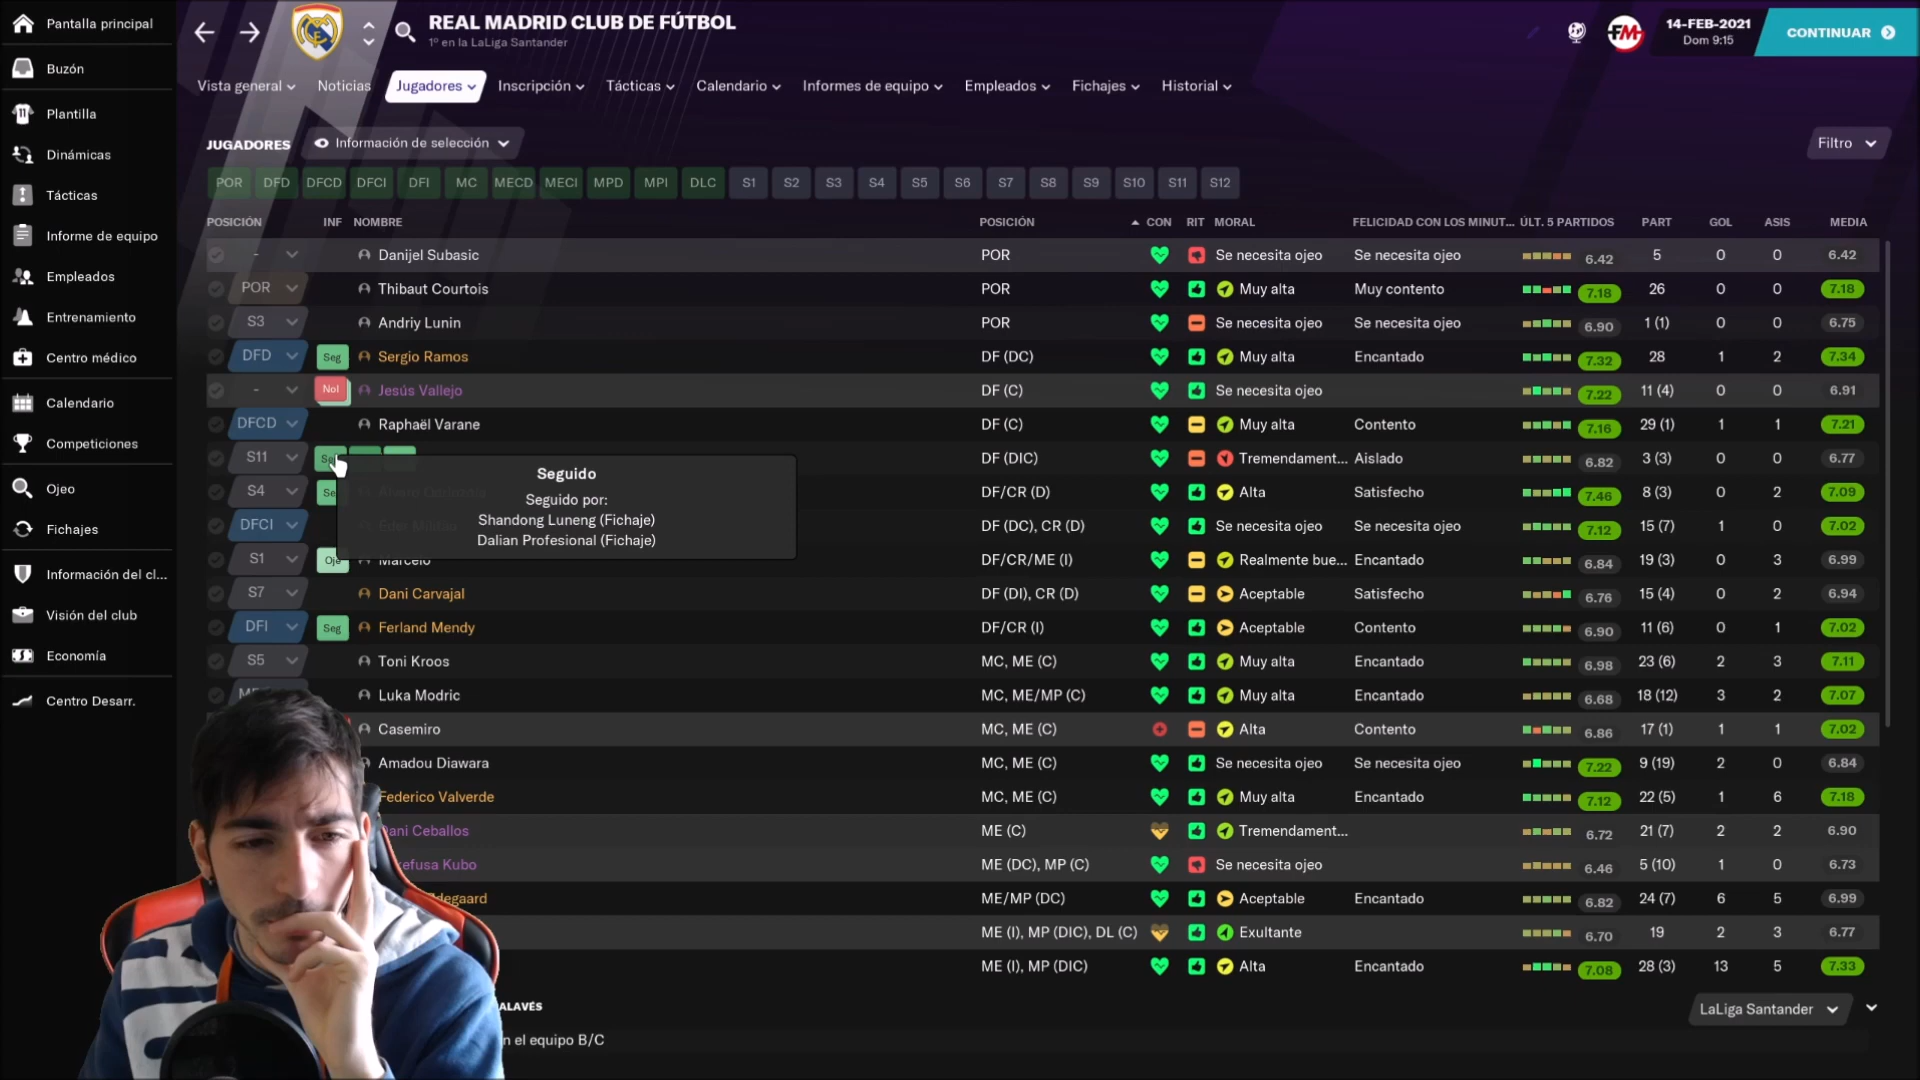 Pantalla principal
Buzón
Plantilla
Dinámicas
Tácticas
Informe de equipo
Empleados
Entrenamiento
Centro médico
Calendario
Competiciones
Ojeo
Fichajes
Información del cl...
Visión del club
Economía
Centro Desarr.
REAL MADRID CLUB DE FÚTBOL
1º en la LaLiga Santander
FM
14-FEB-2021
Dom 9:15
CONTINUAR
Vista general Noticias Jugadores Inscripción Tácticas Calendario Informes de equipo Empleados Fichajes Historial
JUGADORES Información de selección Filtro
POR DFD DFCD DFCI DFI MC MECD MECI MPD MPI DLC S1 S2 S3 S4 S5 S6 S7 S8 S9 S10 S11 S12
POSICIÓN INF NOMBRE POSICIÓN CON RIT MORAL FELICIDAD CON LOS MINUT... ÚLT. 5 PARTIDOS PART GOL ASIS MEDIA
- Danijel Subasic POR Se necesita ojeo Se necesita ojeo 6.42 5 0 0 6.42
POR Thibaut Courtois POR Muy alta Muy contento 7.18 26 0 0 7.18
S3 Andriy Lunin POR Se necesita ojeo Se necesita ojeo 6.90 1 (1) 0 0 6.75
DFD Seg Sergio Ramos DF (DC) Muy alta Encantado 7.32 28 1 2 7.34
- Nol Jesús Vallejo DF (C) Se necesita ojeo 7.22 11 (4) 0 0 6.91
DFCD Raphaël Varane DF (C) Muy alta Contento 7.16 29 (1) 1 1 7.21
S11 DF (DIC) Tremendament... Aislado 6.82 3 (3) 0 0 6.77
S4 Se DF/CR (D) Alta Satisfecho 7.46 8 (3) 0 2 7.09
DFCI DF (DC), CR (D) Se necesita ojeo Se necesita ojeo 7.12 15 (7) 1 0 7.02
S1 Oje Marcelo DF/CR/ME (I) Realmente bue... Encantado 6.84 19 (3) 0 3 6.99
S7 Dani Carvajal DF (DI), CR (D) Aceptable Satisfecho 6.76 15 (4) 0 2 6.94
DFI Seg Ferland Mendy DF/CR (I) Aceptable Contento 6.90 11 (6) 0 1 7.02
S5 Toni Kroos MC, ME (C) Muy alta Encantado 6.98 23 (6) 2 3 7.11
Luka Modric MC, ME/MP (C) Muy alta Encantado 6.68 18 (12) 3 2 7.07
Casemiro MC, ME (C) Alta Contento 6.86 17 (1) 1 1 7.02
Amadou Diawara MC, ME (C) Se necesita ojeo Se necesita ojeo 7.22 9 (19) 2 0 6.84
Federico Valverde MC, ME (C) Muy alta Encantado 7.12 22 (5) 1 6 7.18
Dani Ceballos ME (C) Tremendament... 6.72 21 (7) 2 2 6.90
efusa Kubo ME (DC), MP (C) Se necesita ojeo 6.46 5 (10) 1 0 6.73
degaard ME/MP (DC) Aceptable Encantado 6.82 24 (7) 6 5 6.99
ME (I), MP (DIC), DL (C) Exultante 6.70 19 2 3 6.77
ME (I), MP (DIC) Alta Encantado 7.08 28 (3) 13 5 7.33
Seguido
Seguido por:
Shandong Luneng (Fichaje)
Dalian Profesional (Fichaje)
ALAVÉS
LaLiga Santander
n el equipo B/C